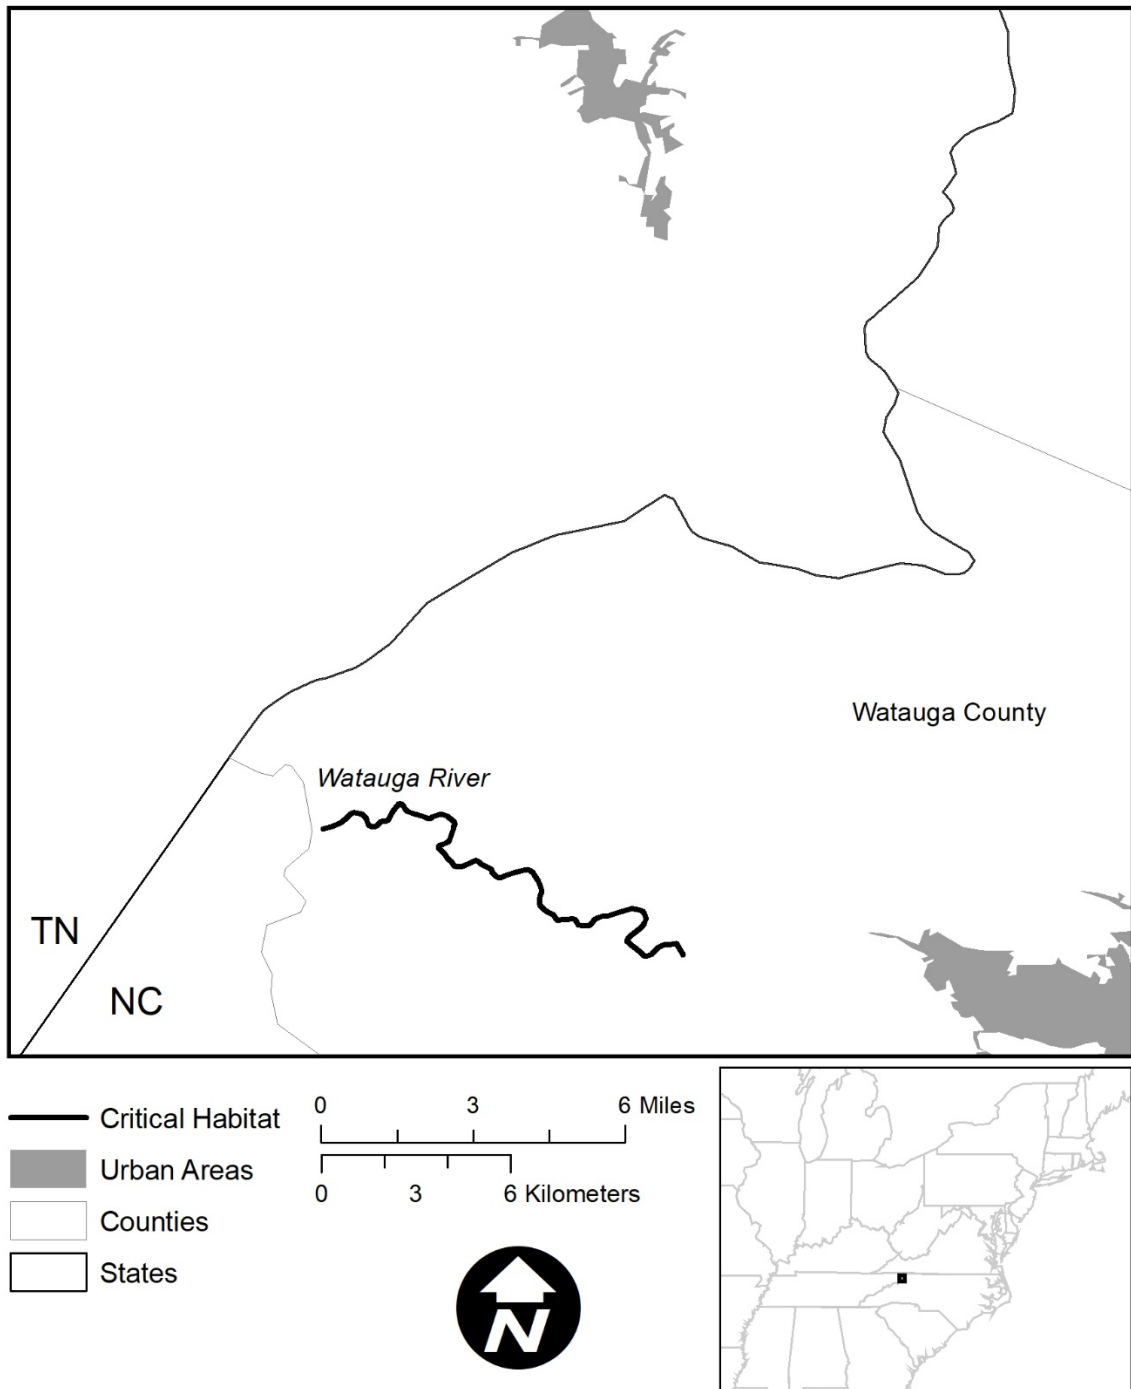 Watauga County
Watauga River
TN
NC
Critical Habitat
Urban Areas
Counties
States
0 3 6 Miles
0 3 6 Kilometers
N